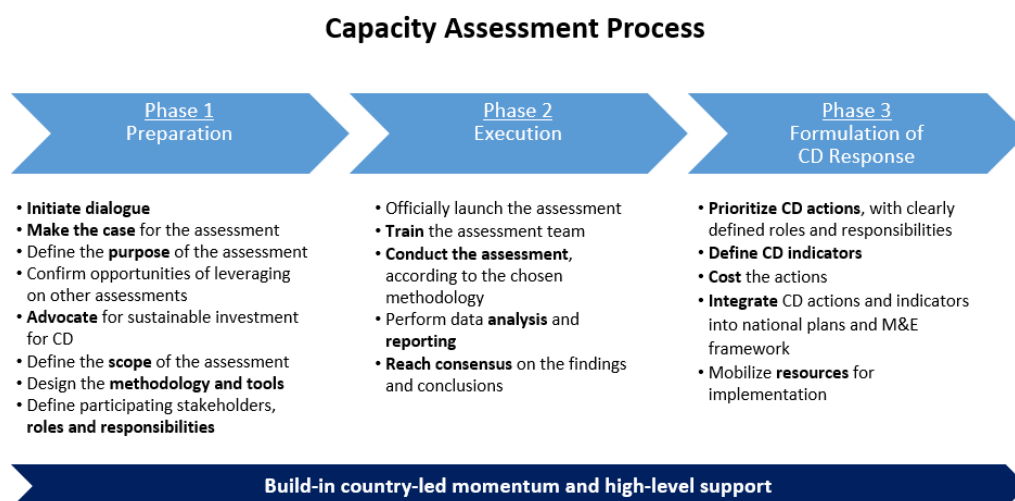 Capacity Assessment Process
Phase 1
Preparation
• Initiate dialogue
• Make the case for the assessment
• Define the purpose of the assessment
• Confirm opportunities of leveraging
on other assessments
• Advocate for sustainable investment
for CD
• Define the scope of the assessment
• Design the methodology and tools
• Define participating stakeholders,
roles and responsibilities
Phase 2
Execution
• Officially launch the assessment
• Train the assessment team
• Conduct the assessment,
according to the chosen
methodology
• Perform data analysis and
reporting
• Reach consensus on the findings
and conclusions
Phase 3
Formulation of
CD Response
• Prioritize CD actions, with clearly
defined roles and responsibilities
• Define CD indicators
• Cost the actions
• Integrate CD actions and indicators
into national plans and M&E
framework
• Mobilize resources for
implementation
Build-in country-led momentum and high-level support